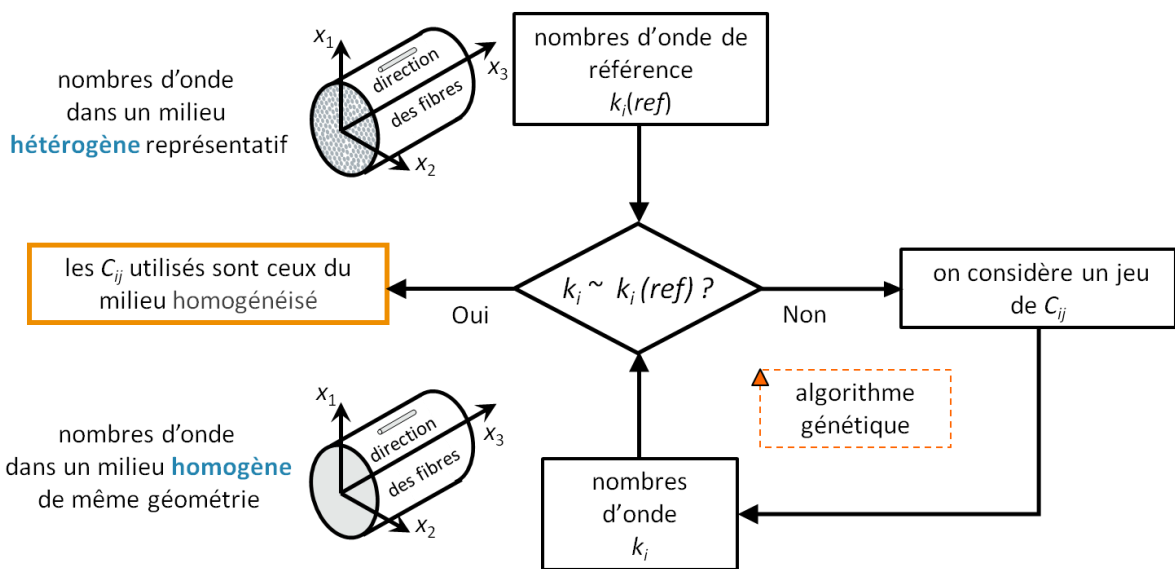 nombres d’onde
dans un milieu
hétérogène représentatif
x1
x3
x2
direction
des fibres
nombres d’onde de
référence
ki(ref)
les Cij utilisés sont ceux du
milieu homogénéisé
Oui
ki ~ ki (ref) ?
Non
on considère un jeu
de Cij
algorithme
génétique
nombres d’onde
dans un milieu homogène
de même géométrie
x1
x3
x2
direction
des fibres
nombres
d’onde
ki